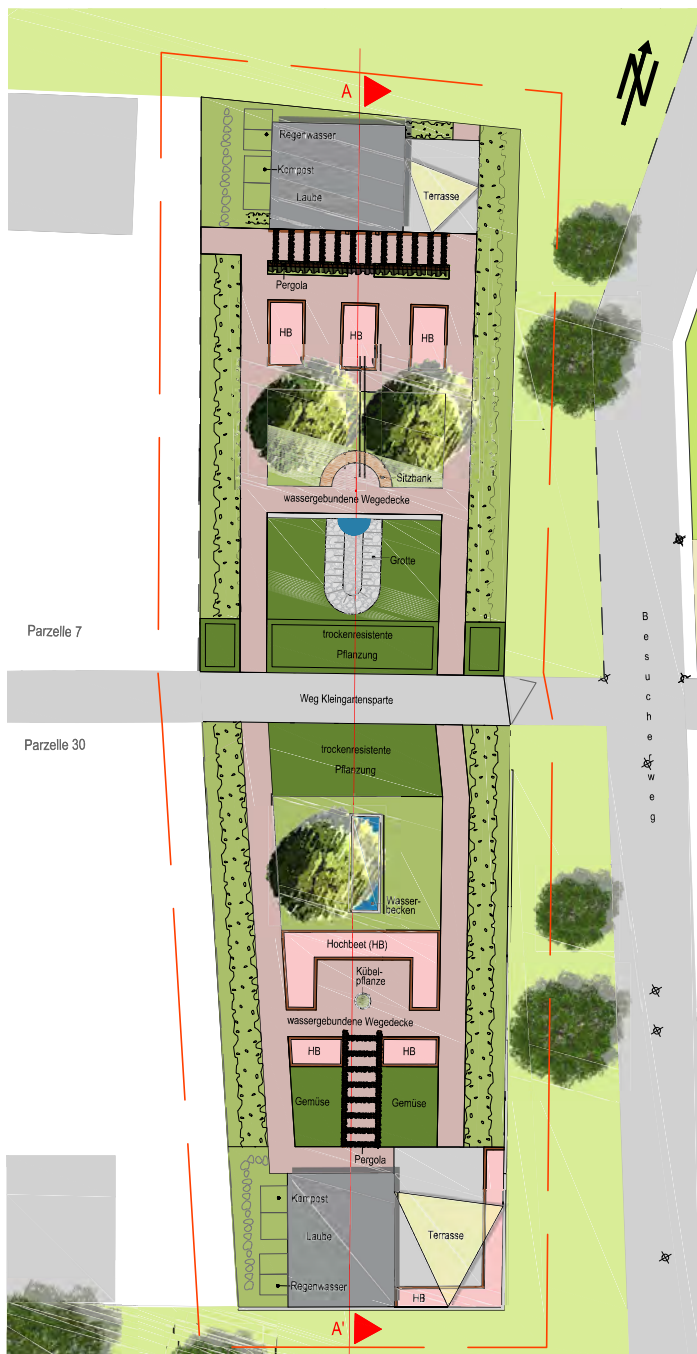 N
A
Regenwasser
Kompost
Laube
Terrasse
Pergola
HB
HB
HB
Sitzbank
wassergebundene Wegedecke
Grotte
Parzelle 7
trockenresistente
Pflanzung
Besucherweg
Weg Kleingartensparte
Parzelle 30
trockenresistente
Pflanzung
Wasser-
becken
Hochbeet (HB)
Kübel-
pflanze
wassergebundene Wegedecke
HB
HB
Gemüse
Gemüse
Pergola
Kompost
Laube
Terrasse
Regenwasser
HB
A'